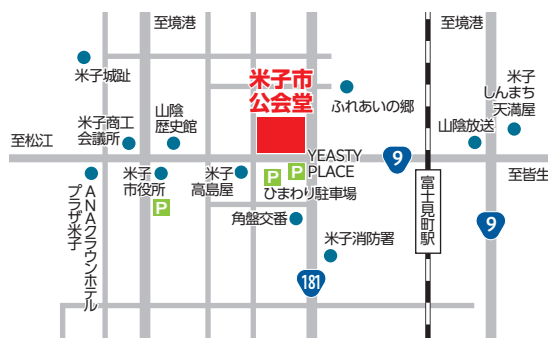 至境港
至境港
米子城趾
米子市
公会堂
ふれあいの郷
米子
しんまち
天満屋
山陰放送
山陰
歴史館
米子商工
会議所
至松江
YEASTY
PLACE
9
至皆生
米子
市役所
米子
高島屋
P
P
ひまわり駐車場
P
ANAクラウンホテル
プラザ米子
角盤交番
富士見町駅
9
米子消防署
181